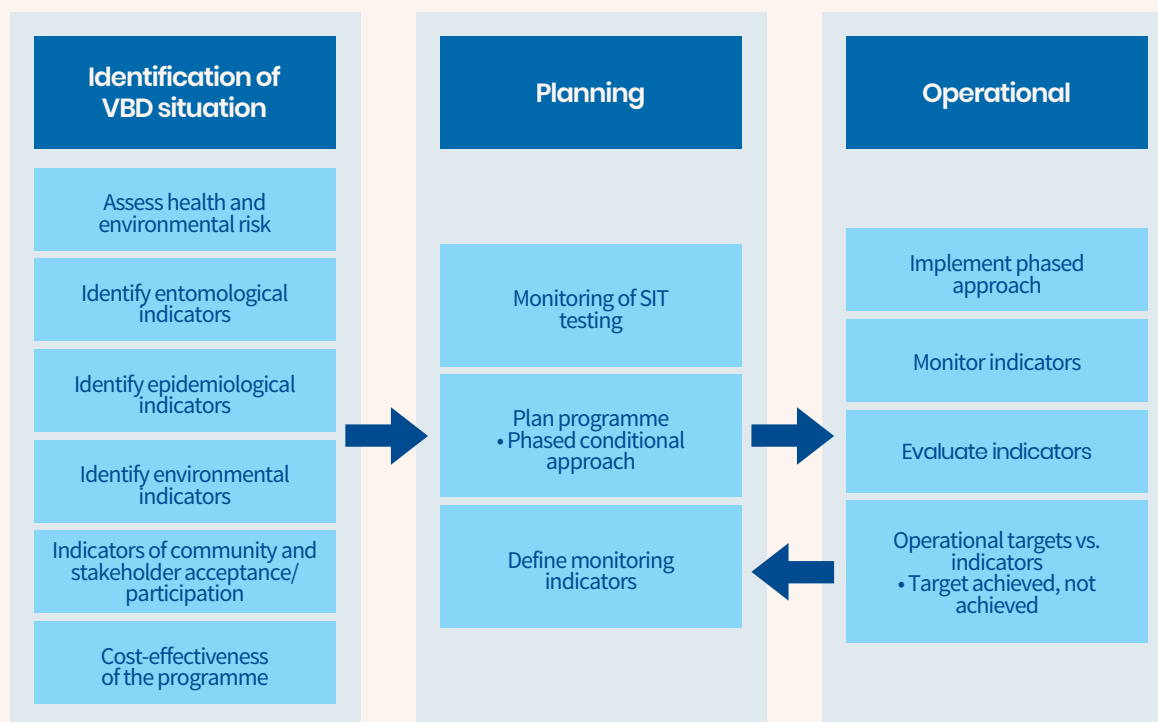 Identification of
VBD situation
Assess health and
environmental risk
Identify entomological
indicators
Identify epidemiological
indicators
Identify environmental
indicators
Indicators of community and
stakeholder acceptance/
participation
Cost-effectiveness
of the programme
Planning
Monitoring of SIT
testing
Plan programme
• Phased conditional
approach
Define monitoring
indicators
Operational
Implement phased
approach
Monitor indicators
Evaluate indicators
Operational targets vs.
indicators
• Target achieved, not
achieved